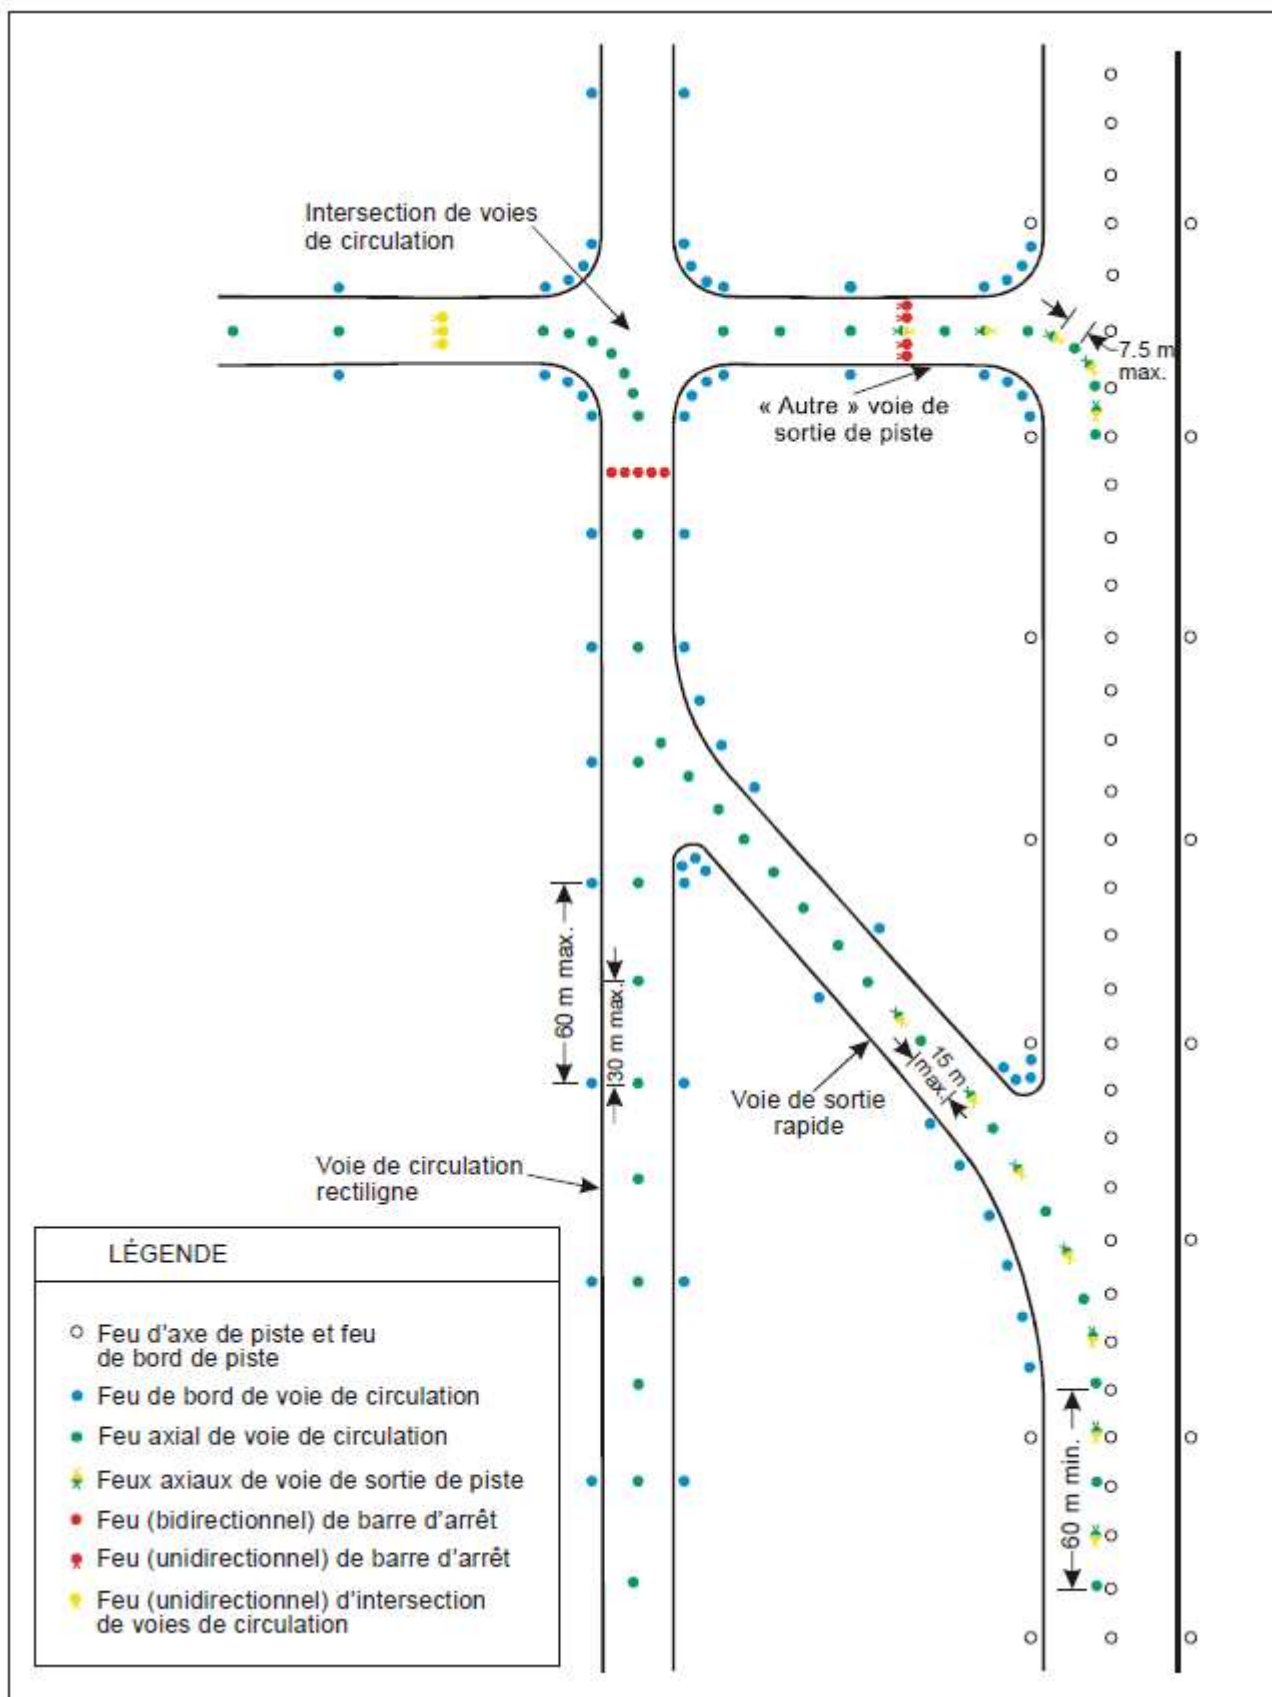 Intersection de voies
de circulation
7.5 m
max.
« Autre » voie de
sortie de piste
60 m max.
30 m max.
15 m
max.
Voie de sortie
rapide
Voie de circulation
rectiligne
60 m min.
LÉGENDE
Feu d'axe de piste et feu
de bord de piste
Feu de bord de voie de circulation
Feu axial de voie de circulation
Feux axiaux de voie de sortie de piste
Feu (bidirectionnel) de barre d'arrêt
Feu (unidirectionnel) de barre d'arrêt
Feu (unidirectionnel) d'intersection
de voies de circulation